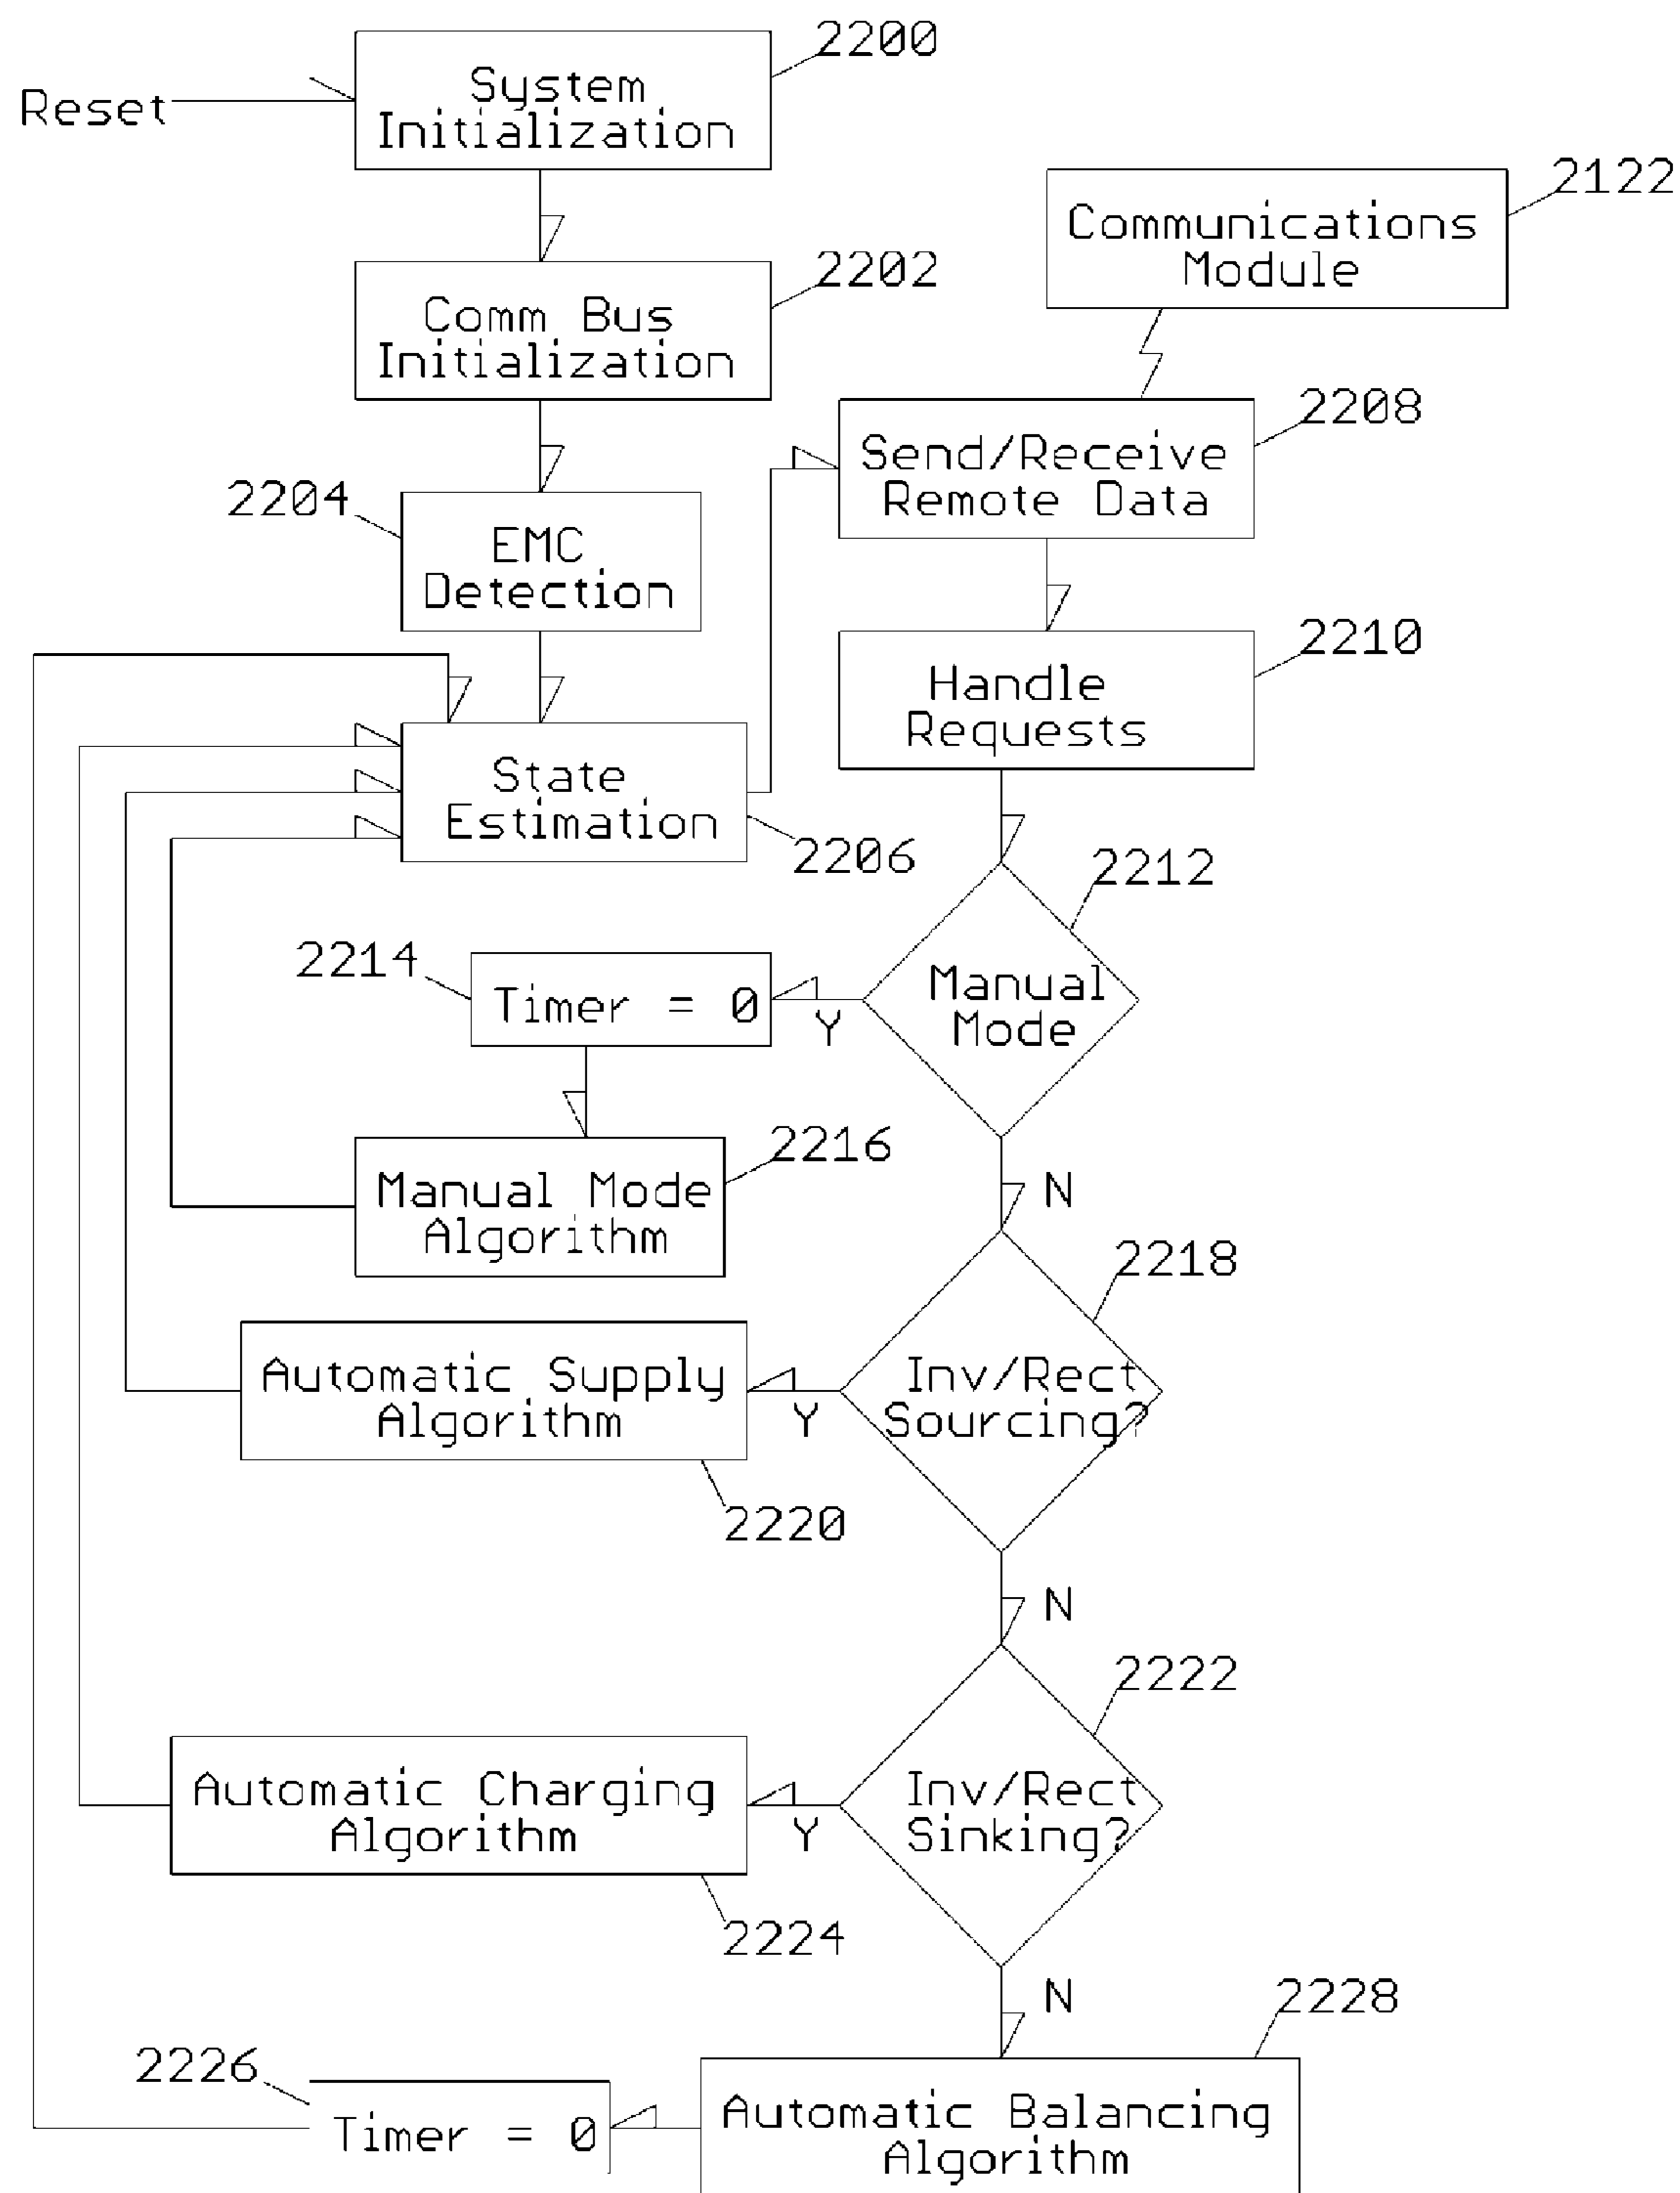 2200
System
Initialization
Reset
2122
Communications
Module
2202
Comm Bus
Initialization
2208
Send/Receive
Remote Data
2204
EMC
Detection
2210
Handle
Requests
State
Estimation
2206
2212
Manual
Mode
2214
Timer = 0
Y
2216
Manual Mode
Algorithm
N
2218
Inv/Rect
Sourcing?
Automatic Supply
Algorithm
Y
2220
N
2222
Inv/Rect
Sinking?
Automatic Charging
Algorithm
Y
2224
N
2228
2226
Timer = 0
Automatic Balancing
Algorithm